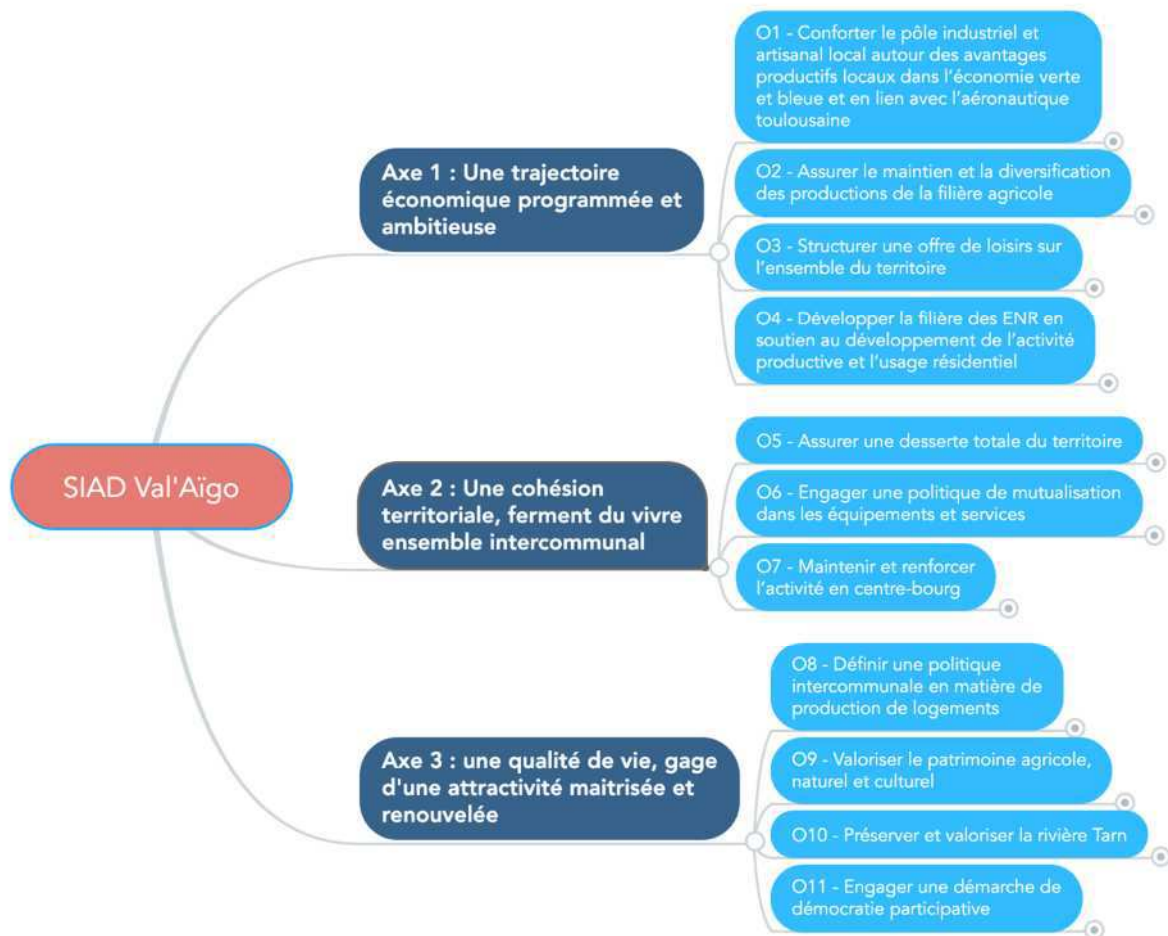 SIAD Val'Aïgo
Axe 1 : Une trajectoire
économique programmée et
ambitieuse
O1 - Conforter le pôle industriel et
artisanal local autour des avantages
productifs locaux dans l'économie verte
et bleue et en lien avec l'aéronautique
toulousaine
O2 - Assurer le maintien et la diversification
des productions de la filière agricole
O3 - Structurer une offre de loisirs sur
l'ensemble du territoire
O4 - Développer la filière des ENR en
soutien au développement de l'activité
productive et l'usage résidentiel
Axe 2 : Une cohésion
territoriale, ferment du vivre
ensemble intercommunal
O5 - Assurer une desserte totale du territoire
O6 - Engager une politique de mutualisation
dans les équipements et services
O7 - Maintenir et renforcer
l'activité en centre-bourg
Axe 3 : une qualité de vie, gage
d'une attractivité maitrisée et
renouvelée
O8 - Définir une politique
intercommunale en matière de
production de logements
O9 - Valoriser le patrimoine agricole,
naturel et culturel
O10 - Préserver et valoriser la rivière Tarn
O11 - Engager une démarche de
démocratie participative